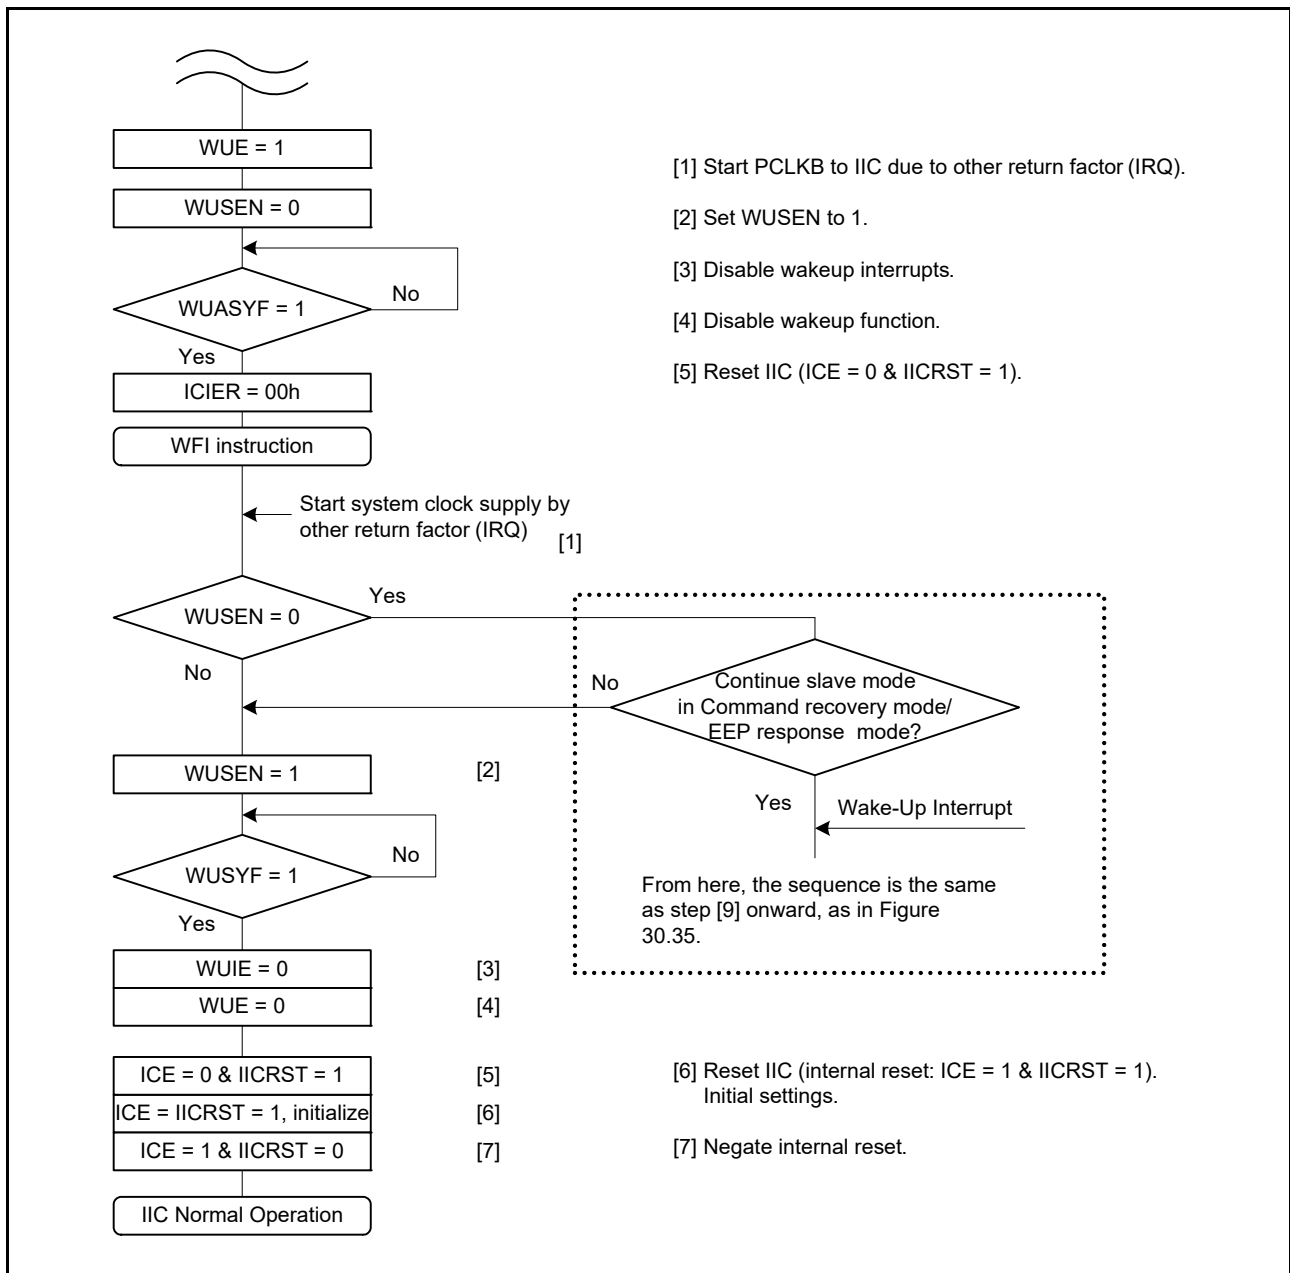 WUE = 1
WUSEN = 0
WUASYF = 1
No
Yes
ICIER = 00h
WFI instruction
Start system clock supply by
other return factor (IRQ)
[1]
WUSEN = 0
Yes
No
Continue slave mode
in Command recovery mode/
EEP response mode?
No
Yes
Wake-Up Interrupt
From here, the sequence is the same
as step [9] onward, as in Figure
30.35.
WUSEN = 1
[2]
WUSYF = 1
No
Yes
WUIE = 0
[3]
WUE = 0
[4]
ICE = 0 & IICRST = 1
[5]
ICE = IICRST = 1, initialize
[6]
ICE = 1 & IICRST = 0
[7]
IIC Normal Operation
[1] Start PCLKB to IIC due to other return factor (IRQ).
[2] Set WUSEN to 1.
[3] Disable wakeup interrupts.
[4] Disable wakeup function.
[5] Reset IIC (ICE = 0 & IICRST = 1).
[6] Reset IIC (internal reset: ICE = 1 & IICRST = 1).
Initial settings.
[7] Negate internal reset.